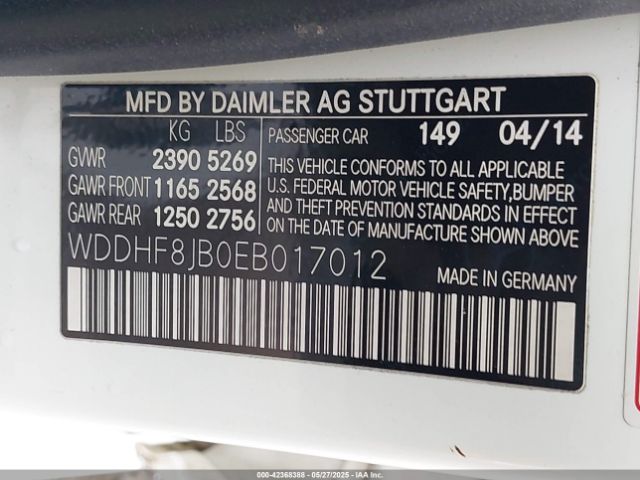 MFD BY DAIMLER AG STUTTGART
KG LBS
GVWR 2390 5269
GAWR FRONT 1165 2568
GAWR REAR 1250 2756
PASSENGER CAR 149 04/14
THIS VEHICLE CONFORMS TO ALL APPLICABLE
U.S. FEDERAL MOTOR VEHICLE SAFETY,BUMPER
AND THEFT PREVENTION STANDARDS IN EFFECT
ON THE DATE OF MANUFACTURE SHOWN ABOVE.
WDDHF8JB0EB017012
MADE IN GERMANY
000-42368388 — 05/27/2025 — IAA Inc.